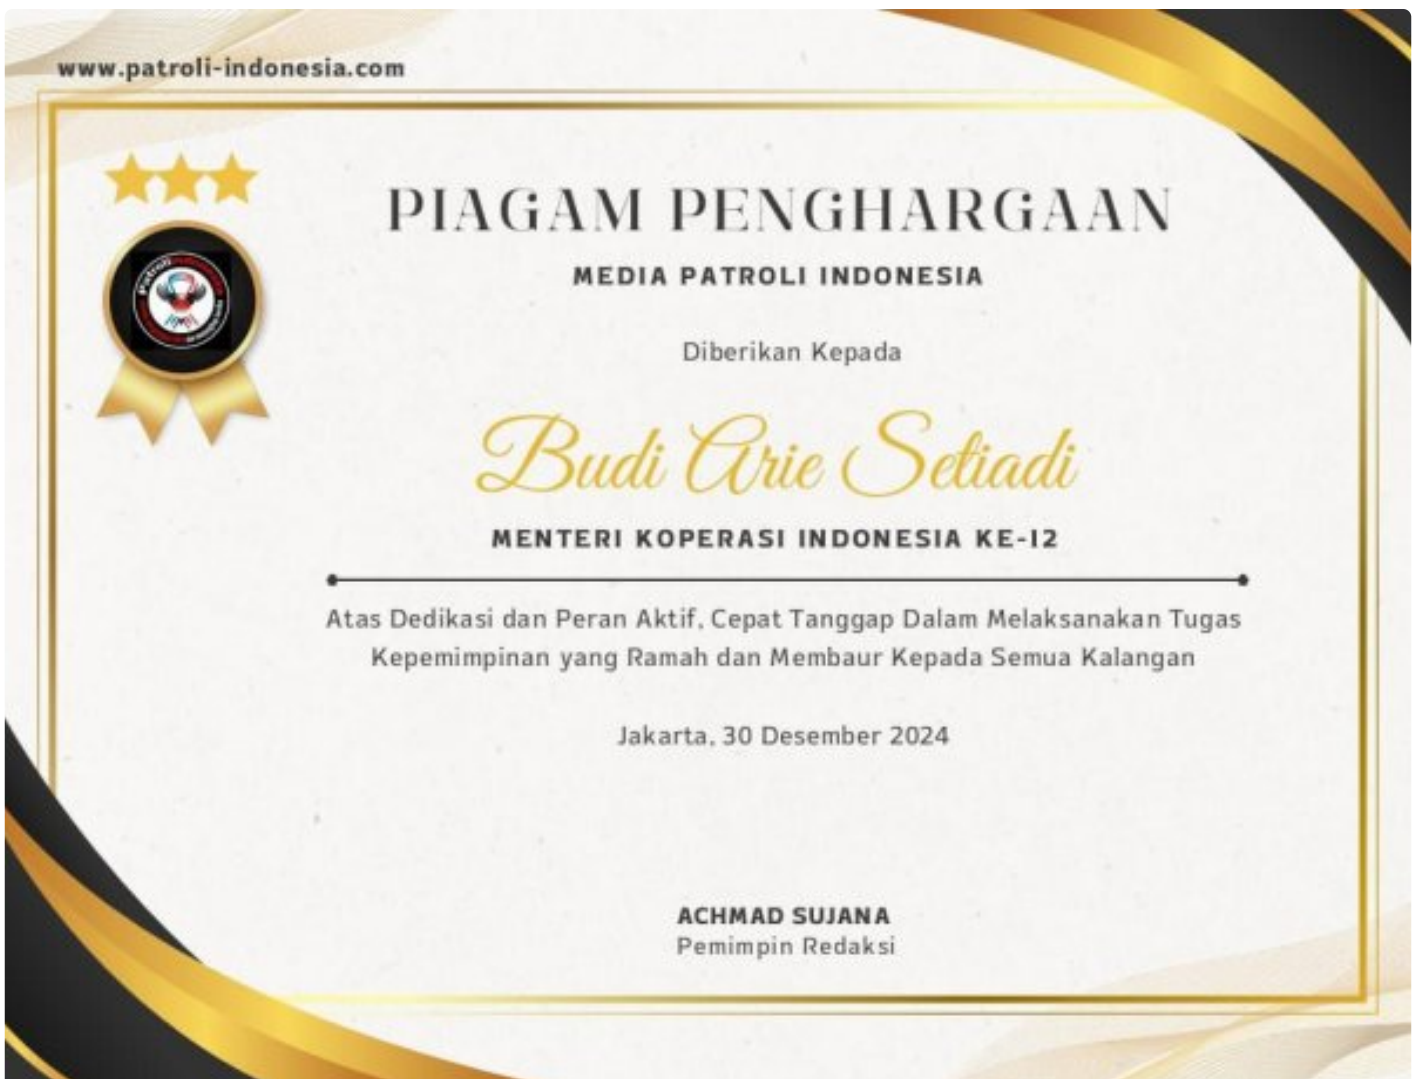 www.patroli-indonesia.com
PIAGAM PENGHARGAAN
MEDIA PATROLI INDONESIA
Diberikan Kepada
Budi Arie Setiadi
MENTERI KOPERASI INDONESIA KE-12
Atas Dedikasi dan Peran Aktif, Cepat Tanggap Dalam Melaksanakan Tugas
Kepemimpinan yang Ramah dan Membaur Kepada Semua Kalangan
Jakarta, 30 Desember 2024
ACHMAD SUJANA
Pemimpin Redaksi